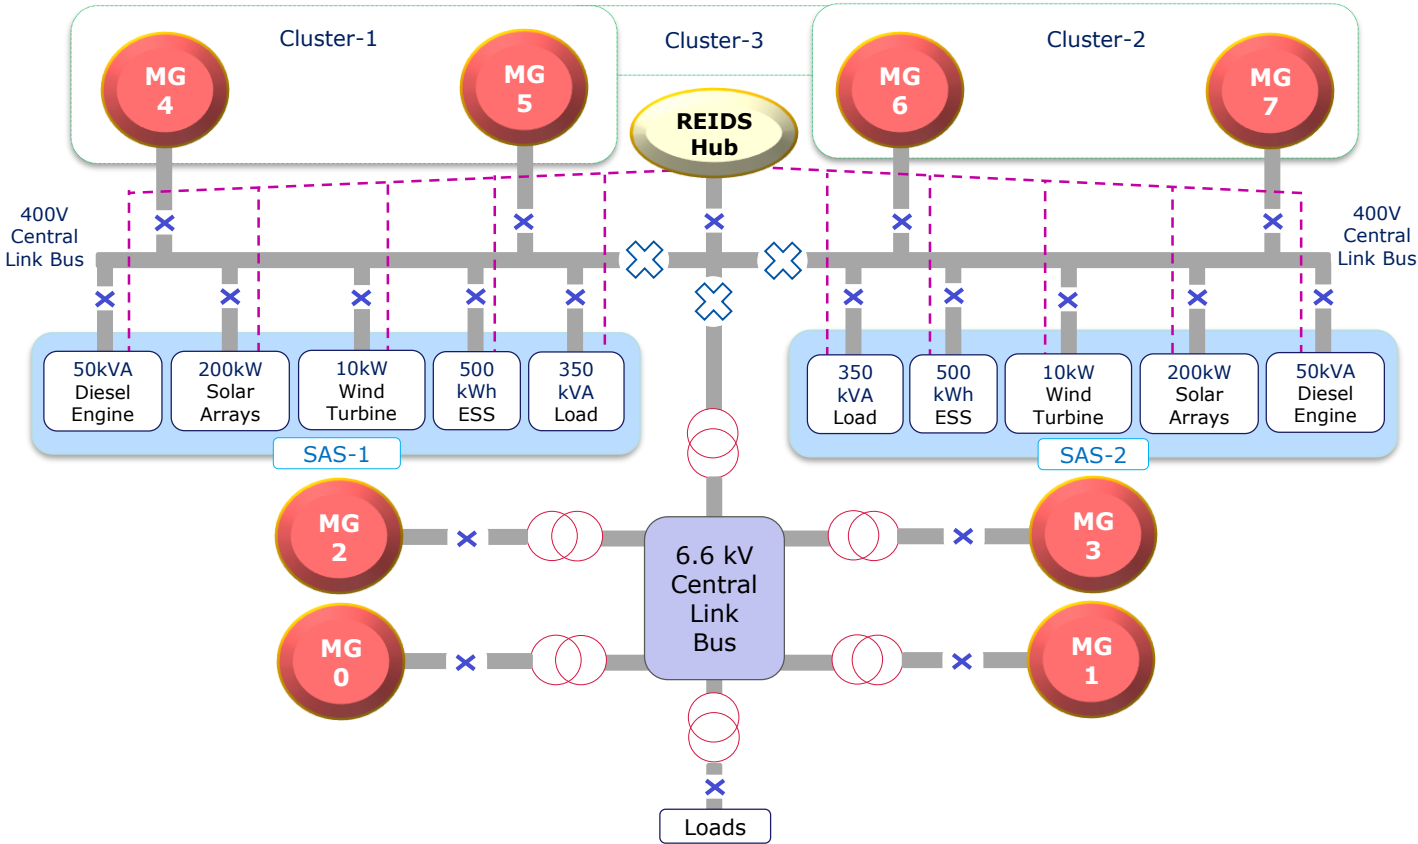 Cluster-1
Cluster-3
Cluster-2
MG
4
MG
5
REIDS
Hub
MG
6
MG
7
400V
Central
Link Bus
400V
Central
Link Bus
50kVA
Diesel
Engine
200kW
Solar
Arrays
10kW
Wind
Turbine
500
kWh
ESS
350
kVA
Load
SAS-1
350
kVA
Load
500
kWh
ESS
10kW
Wind
Turbine
200kW
Solar
Arrays
50kVA
Diesel
Engine
SAS-2
MG
2
MG
3
6.6 kV
Central
Link
Bus
MG
0
MG
1
Loads